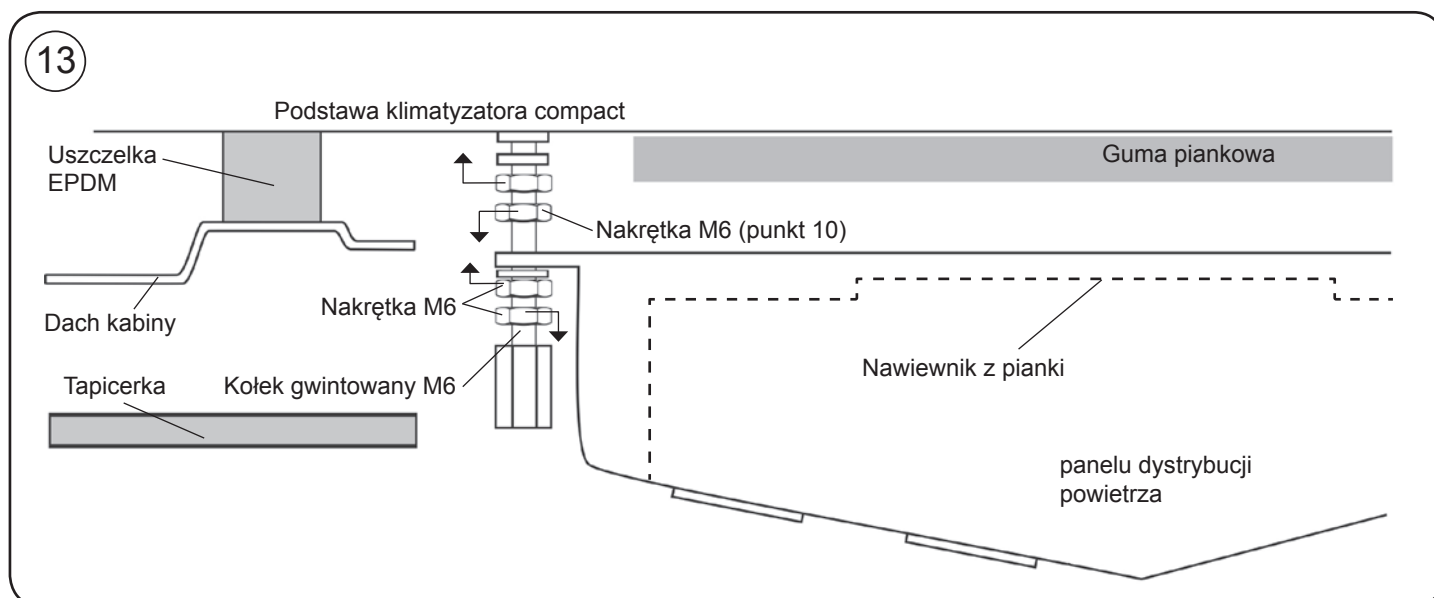 13
Podstawa klimatyzatora compact
Uszczelka
EPDM
Guma piankowa
Nakrętka M6 (punkt 10)
Dach kabiny
Nakrętka M6
Nawiewnik z pianki
Tapicerka
Kołek gwintowany M6
panelu dystrybucji
powietrza